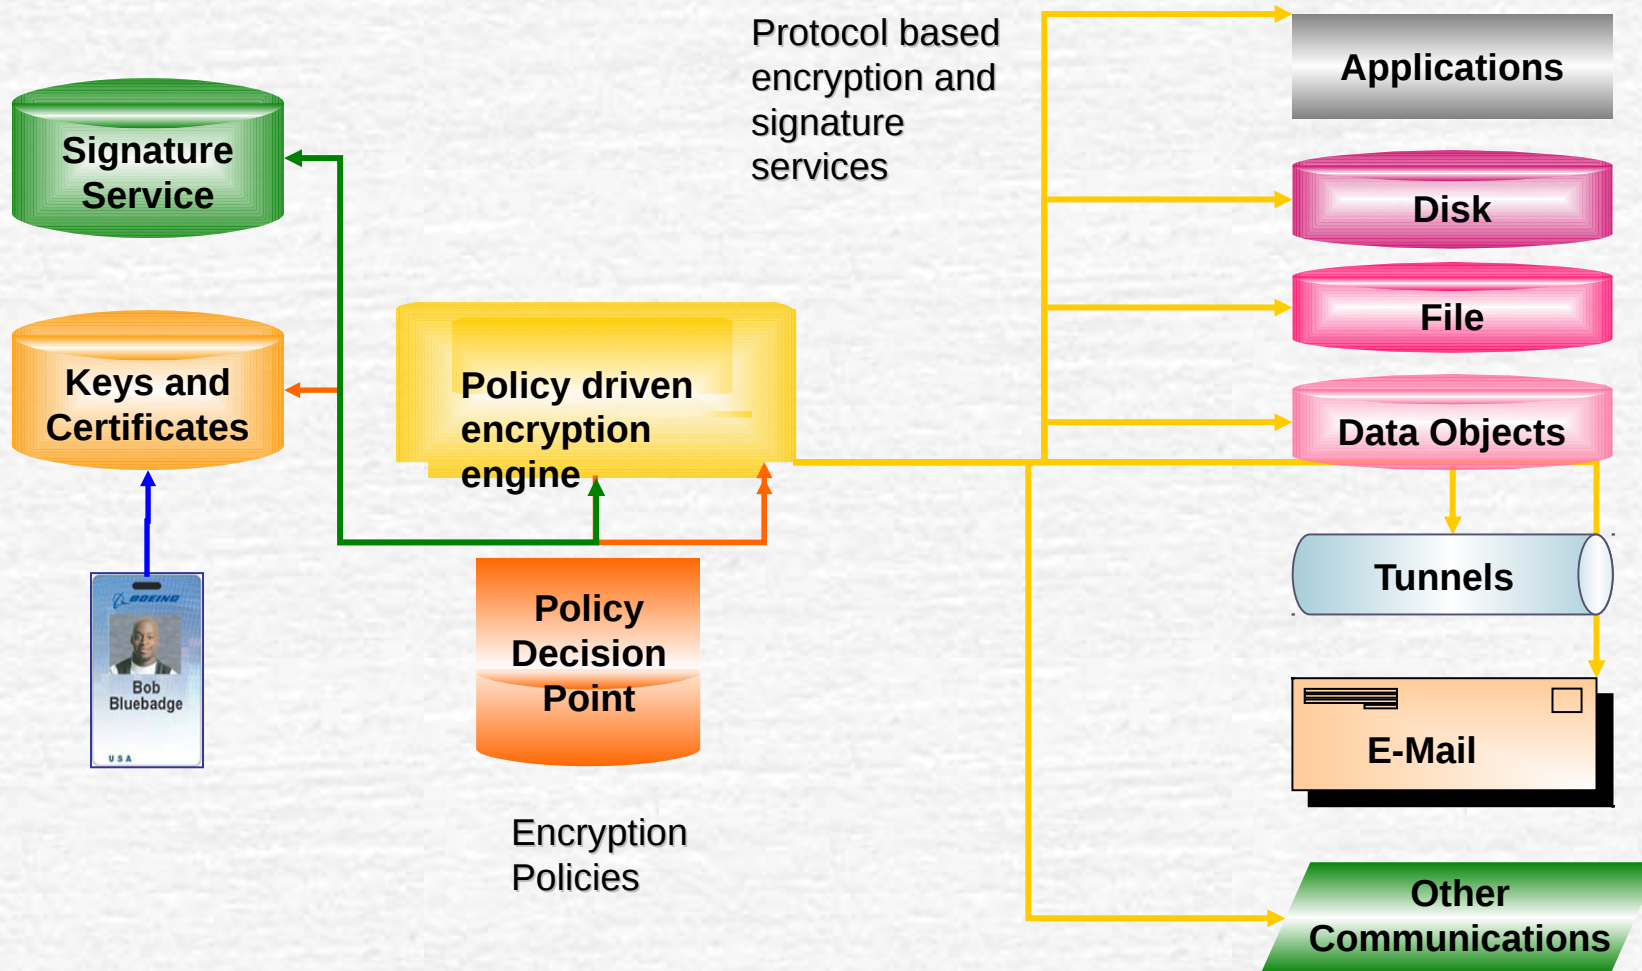 Protocol based
encryption and
signature
services
Applications
Signature
Service
Disk
File
Keys and
Certificates
Policy driven
encryption
engine
Data Objects
Tunnels
BOEING
Bob
Bluebadge
USA
Policy
Decision
Point
E-Mail
Encryption
Policies
Other
Communications